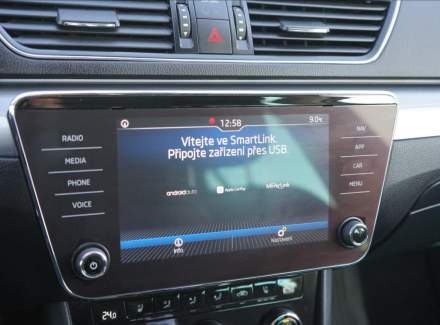 12:58
9.0
Vítejte ve SmartLink.
Připojte zařízení přes USB
androidauto
Apple CarPlay
MirrorLink
Info
Nastavení
RADIO
MEDIA
PHONE
VOICE
NAV
APP
CAR
MENU
24.0